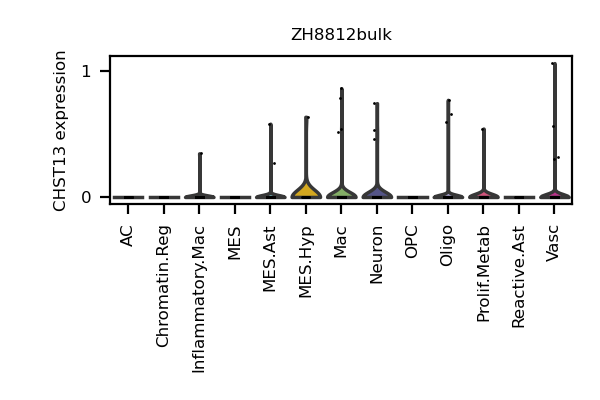 ZH8812bulk
CHST13 expression
1
0
AC
Chromatin.Reg
Inflammatory.Mac
MES
MES.Ast
MES.Hyp
Mac
Neuron
OPC
Oligo
Prolif.Metab
Reactive.Ast
Vasc